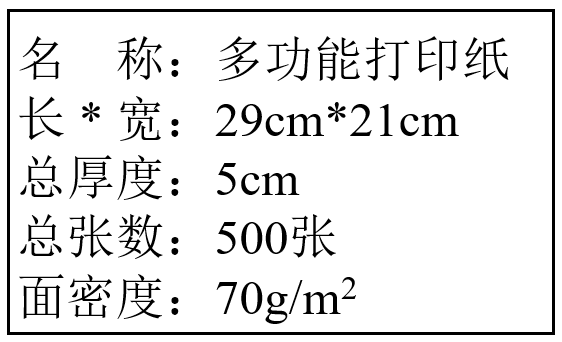 名　称：多功能打印纸
长*宽：29cm*21cm
总厚度：5cm
总张数：500张
面密度：70g/m²